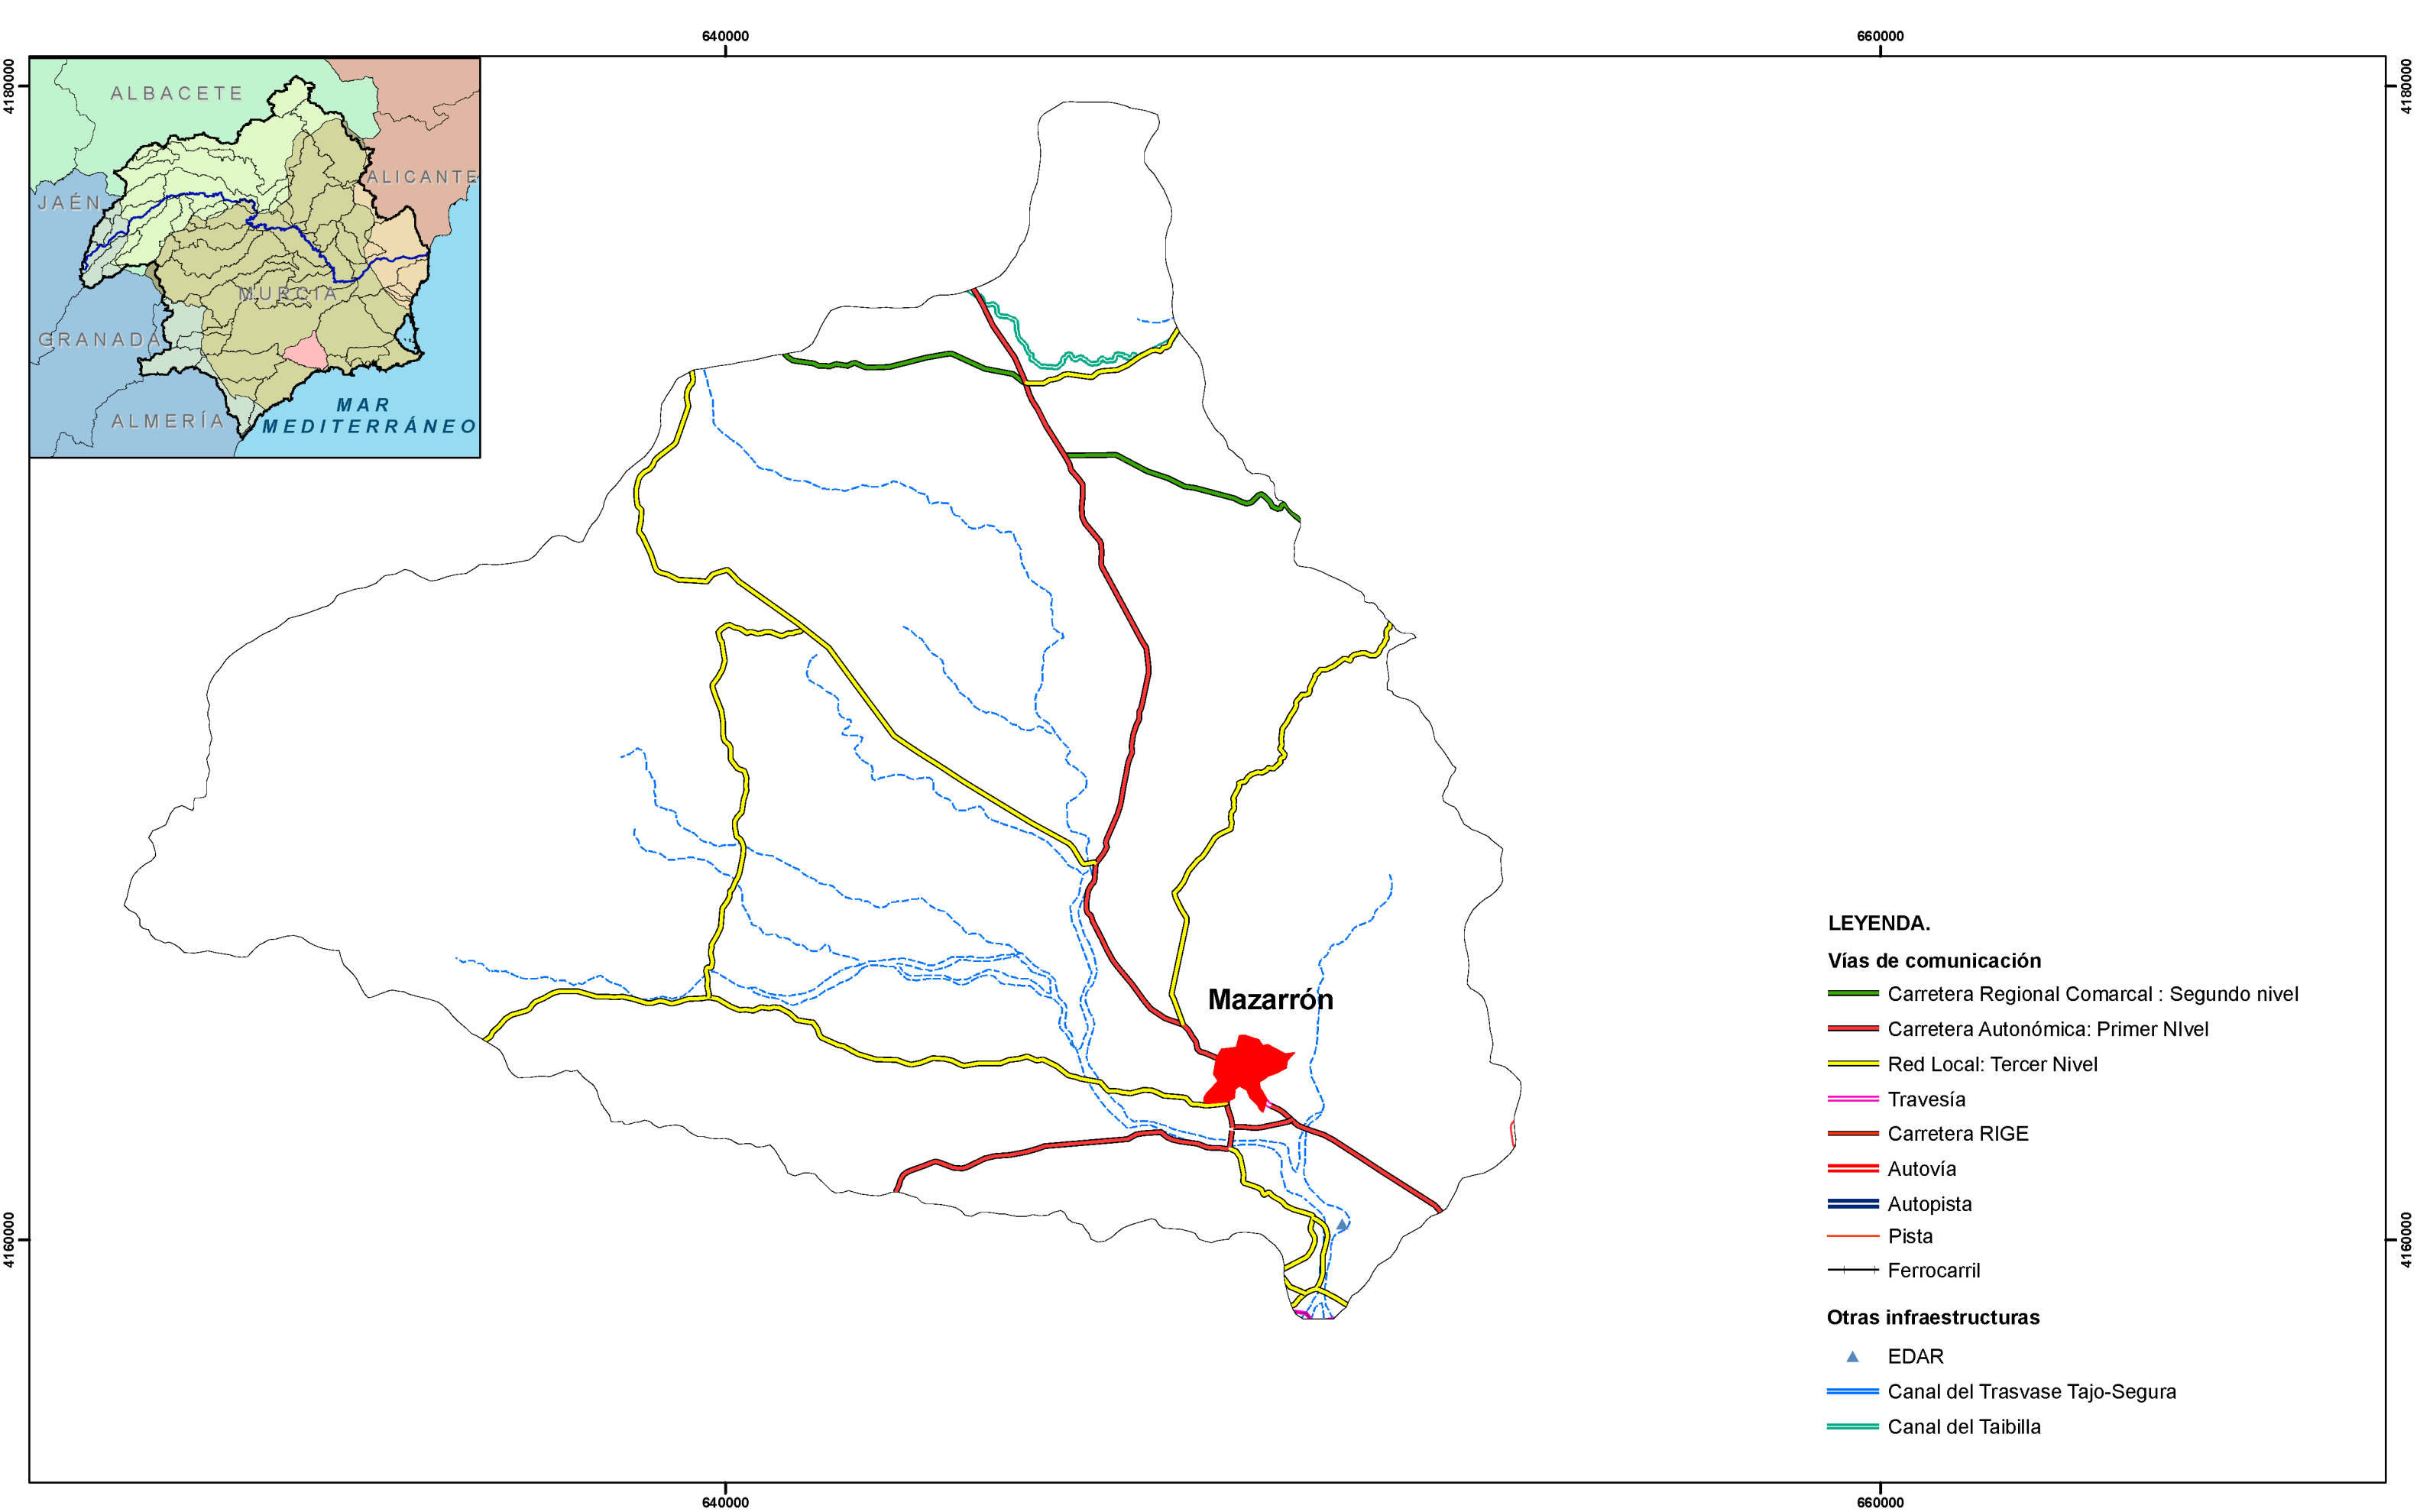 640000
660000
4180000
4180000
ALBACETE
ALICANTE
JAÉN
MURCIA
GRANADA
MAR
ALMERÍA
MEDITERRÁNEO
LEYENDA.
Vías de comunicación
Carretera Regional Comarcal : Segundo nivel
Mazarrón
Carretera Autonómica: Primer NIvel
Red Local: Tercer Nivel
Travesía
Carretera RIGE
Autovía
Autopista
Pista
4160000
4160000
Ferrocarril
Otras infraestructuras
EDAR
Canal del Trasvase Tajo-Segura
Canal del Taibilla
640000
660000